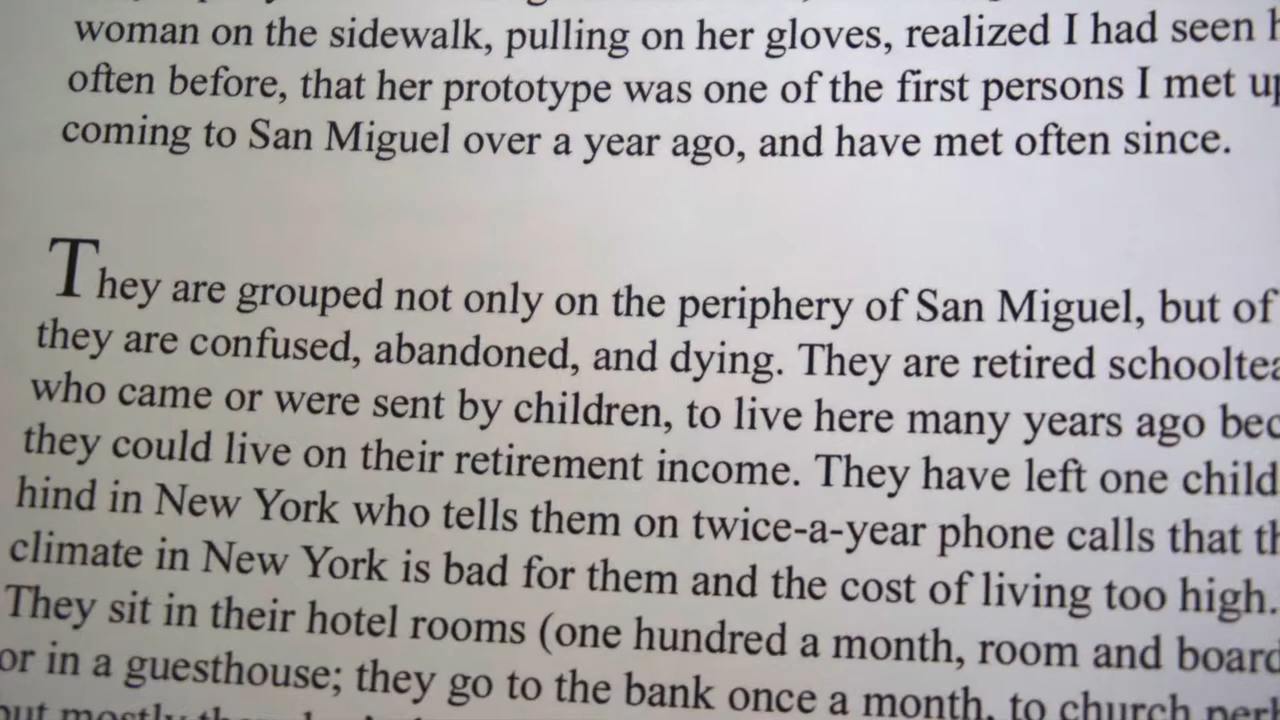 woman on the sidewalk, pulling on her gloves, realized I had seen
often before, that her prototype was one of the first persons I met
coming to San Miguel over a year ago, and have met often since.
They are grouped not only on the periphery of San Miguel, but of
they are confused, abandoned, and dying. They are retired
who came or were sent by children, to live here many years ago
they could live on their retirement income. They have left one child
hind in New York who tells them on twice-a-year phone calls that
climate in New York is bad for them and the cost of living too high.
They sit in their hotel rooms (one hundred a month, room and board
or in a guesthouse; they go to the bank once a month, to church
but mostly